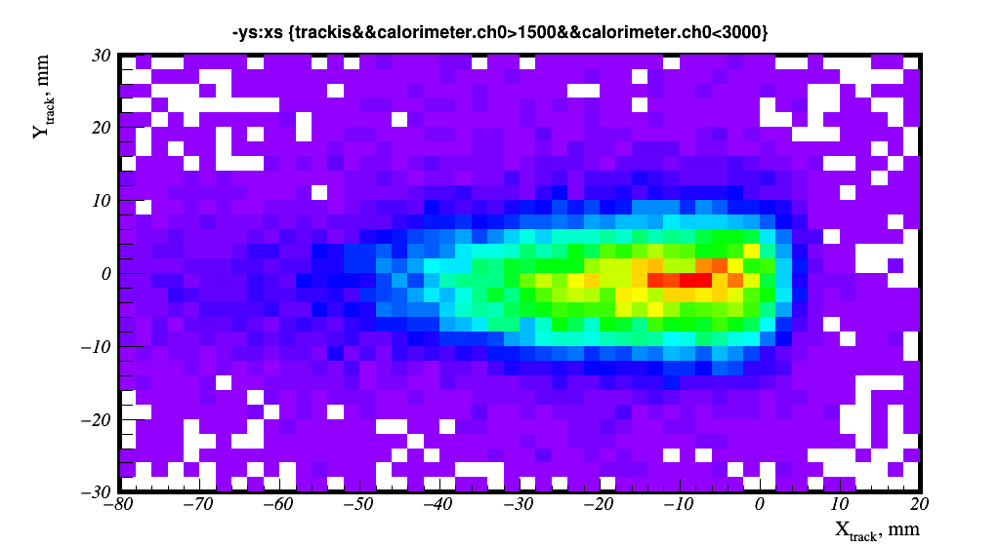 -ys:xs {trackis&&calorimeter.ch0>1500&&calorimeter.ch0<3000}
Y_track, mm
30
20
10
0
−10
−20
−30
−80 −70 −60 −50 −40 −30 −20 −10 0 10 20
X_track, mm